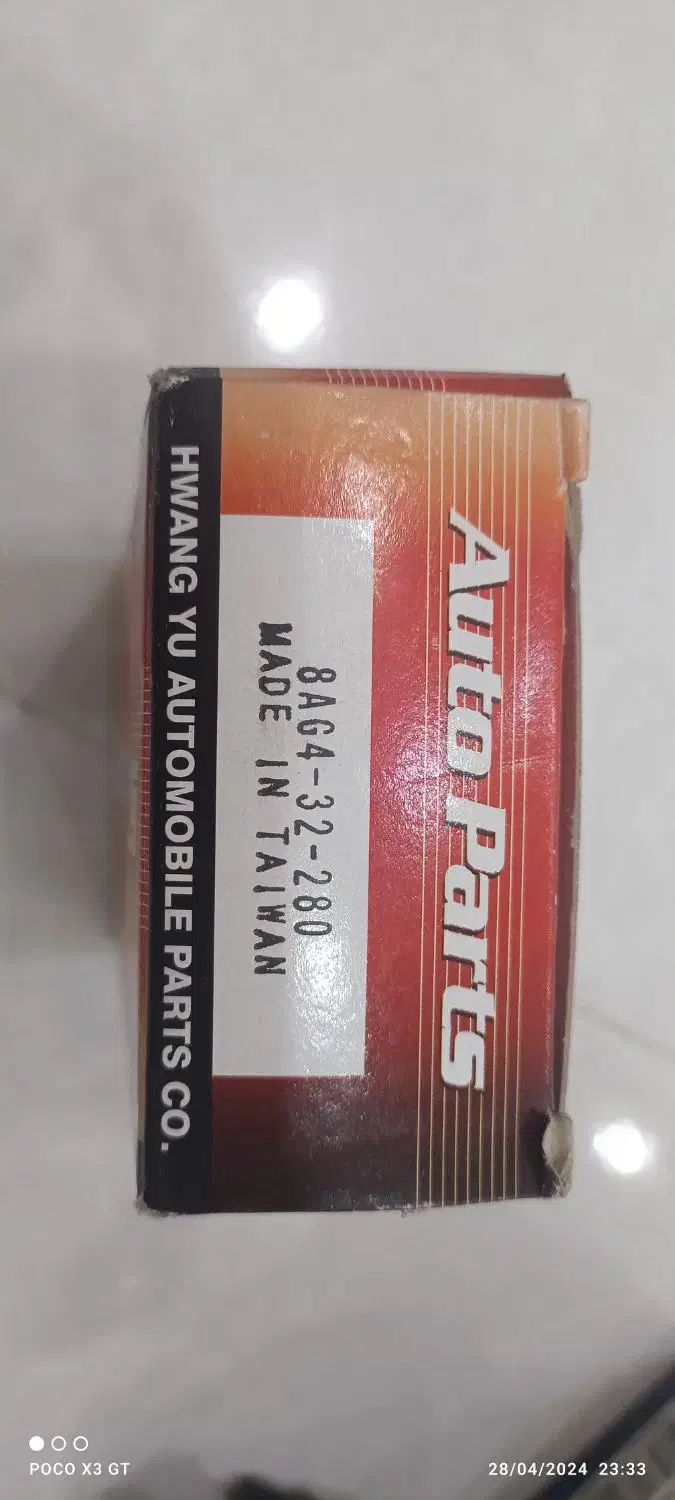 Auto Parts
8AG4-32-280
MADE IN TAIWAN
HWANG YU AUTOMOBILE PARTS CO.
POCO X3 GT
28/04/2024 23:33